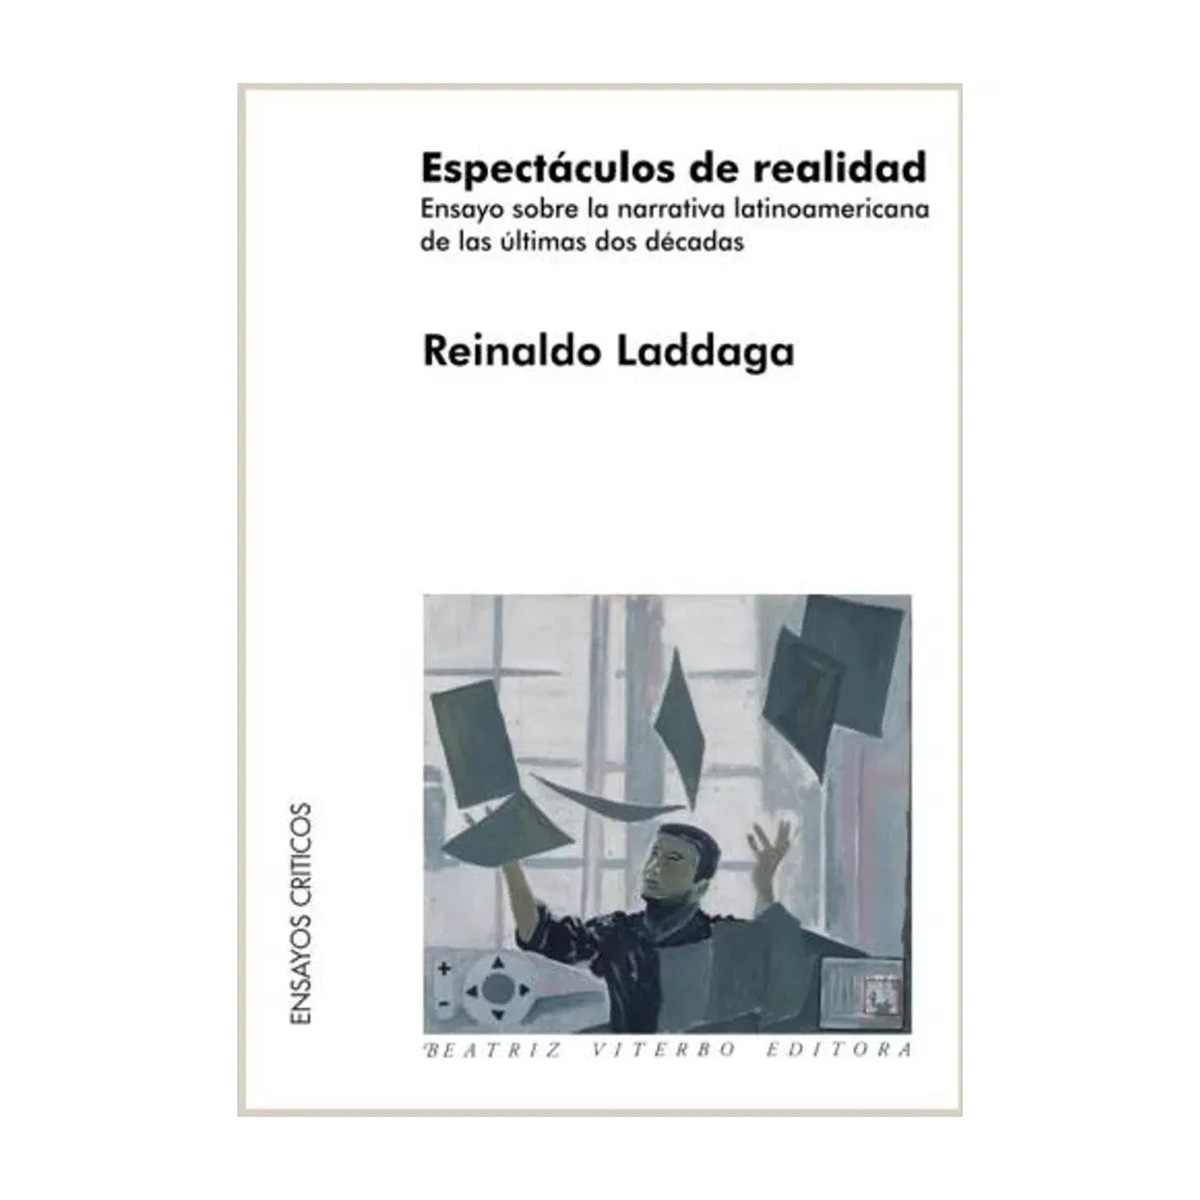 Espectáculos de realidad
Ensayo sobre la narrativa latinoamericana
de las últimas dos décadas
Reinaldo Laddaga
ENSAYOS CRITICOS
+
-
BEATRIZ VITERBO EDITORA